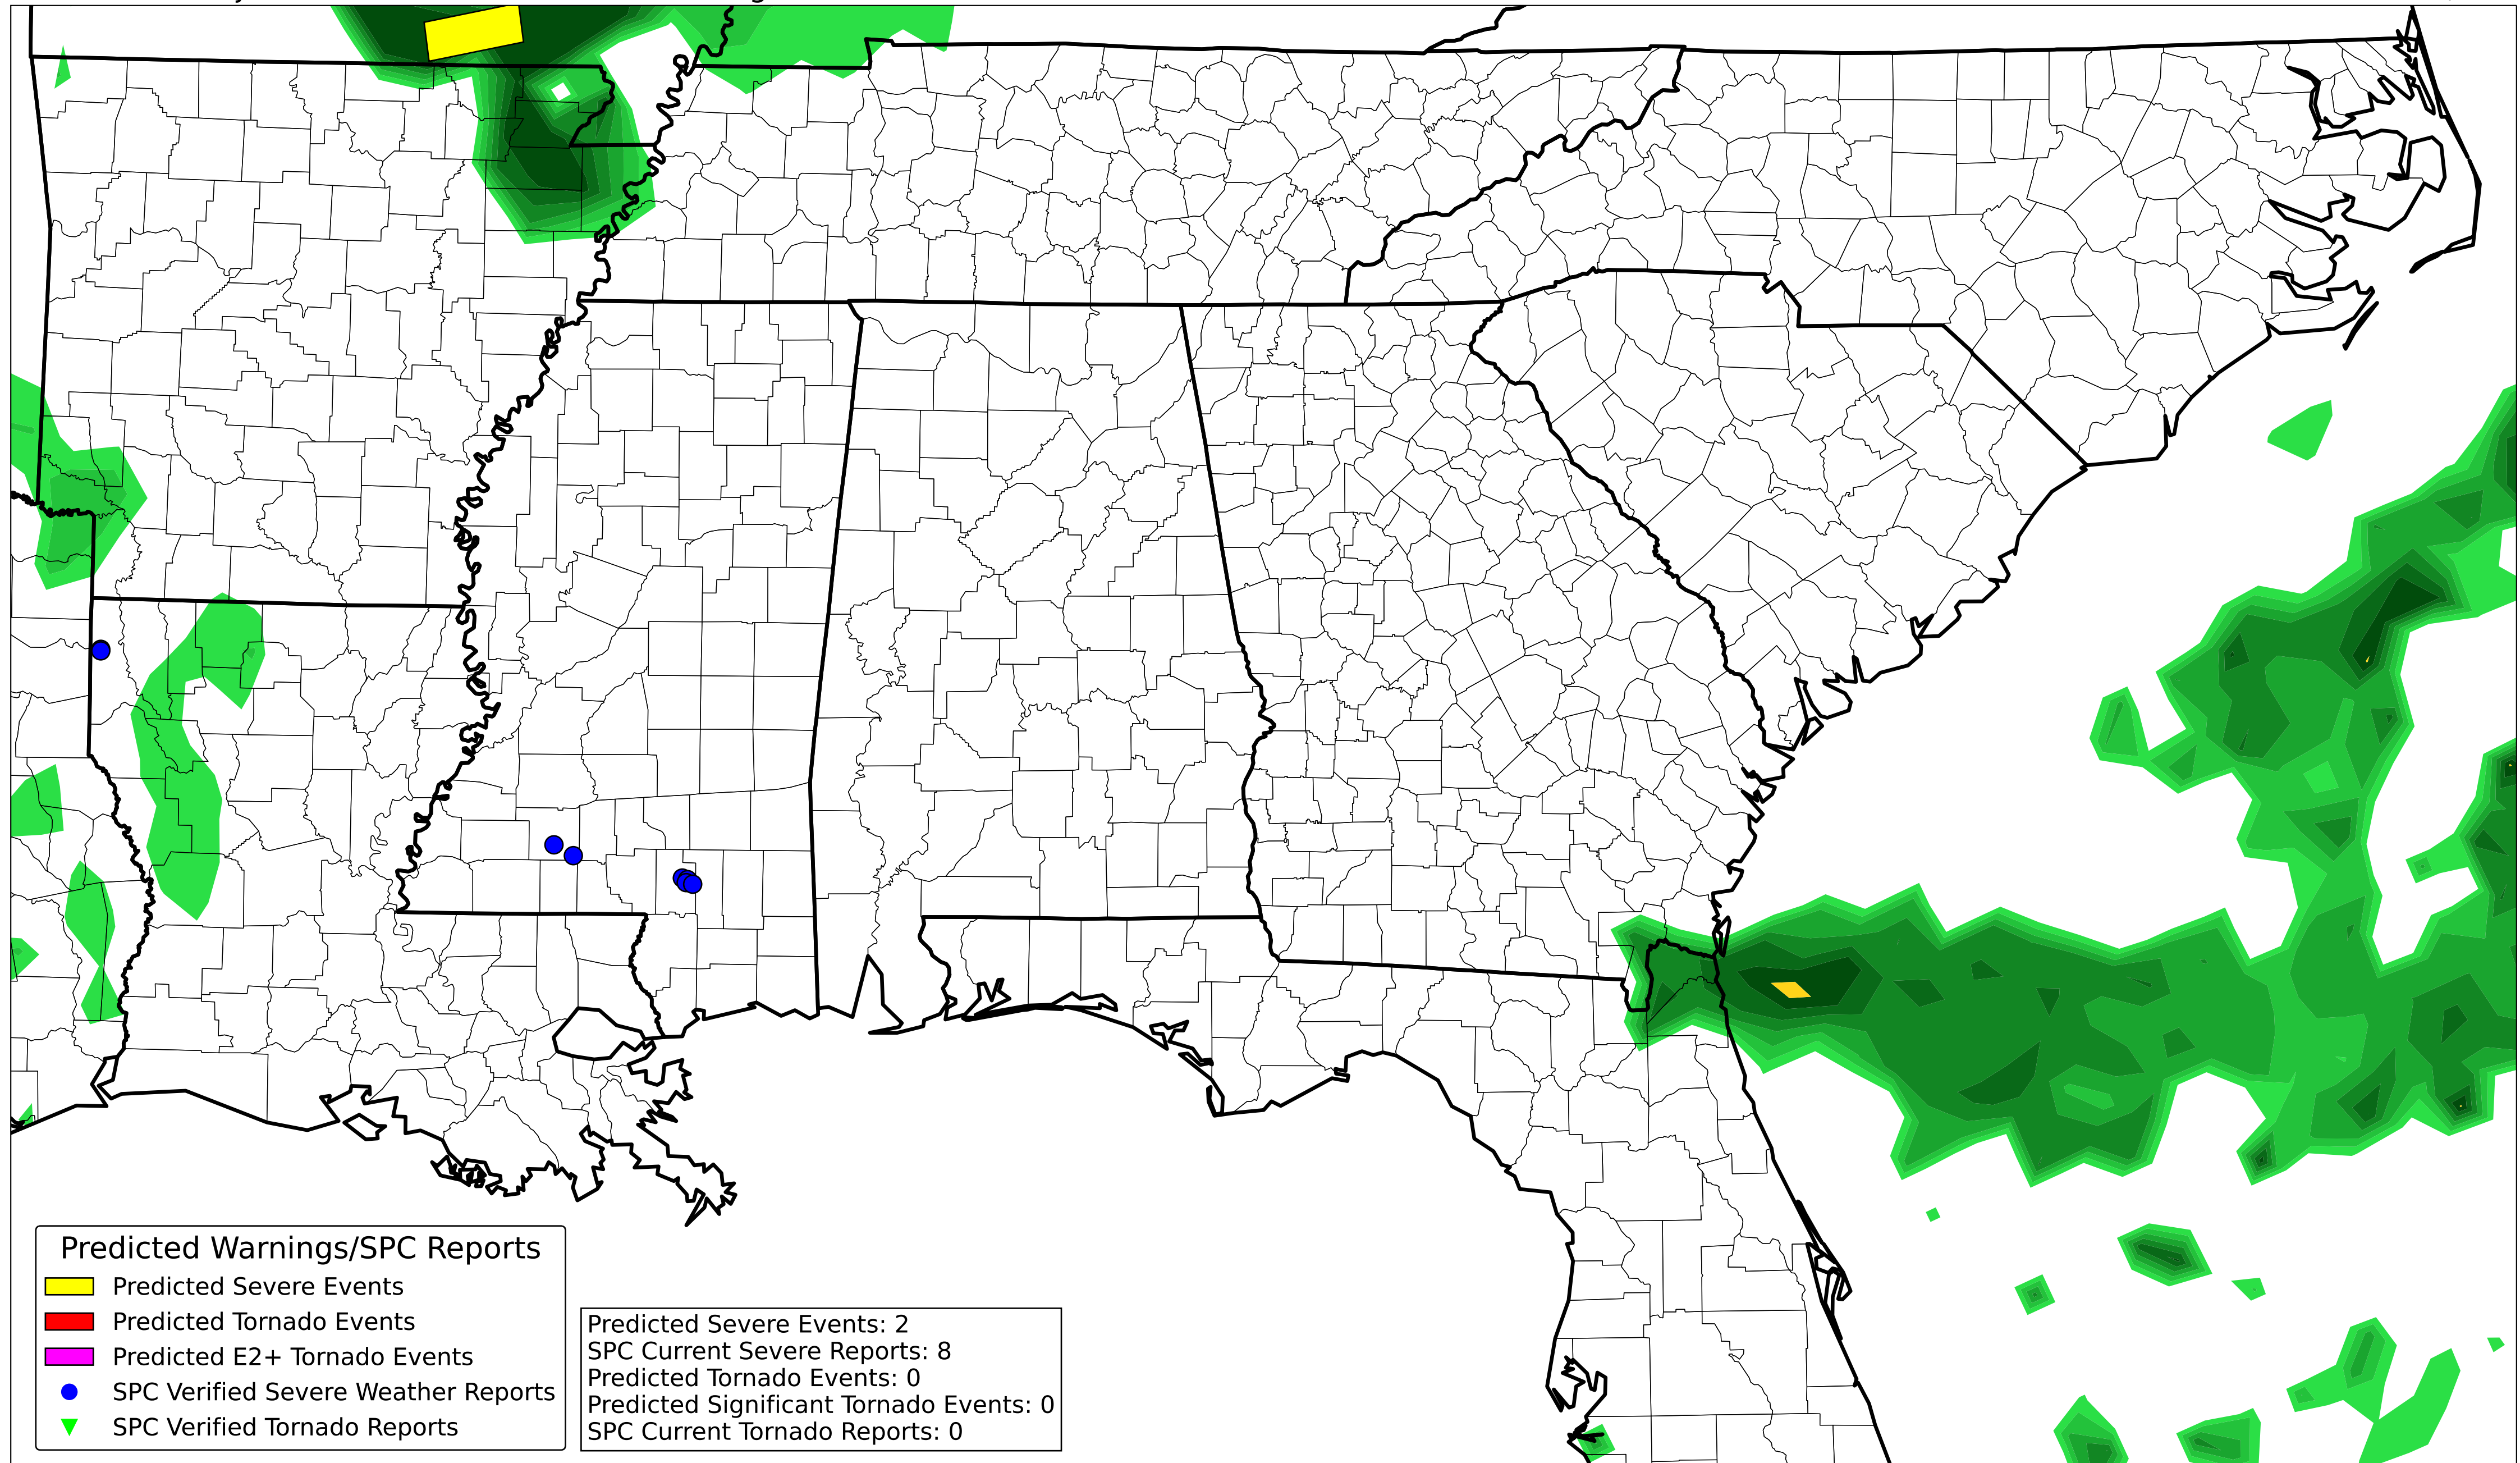 Predicted Warnings/SPC Reports
Predicted Severe Events
Predicted Tornado Events
Predicted E2+ Tornado Events
SPC Verified Severe Weather Reports
SPC Verified Tornado Reports
Predicted Severe Events: 2
SPC Current Severe Reports: 8
Predicted Tornado Events: 0
Predicted Significant Tornado Events: 0
SPC Current Tornado Reports: 0